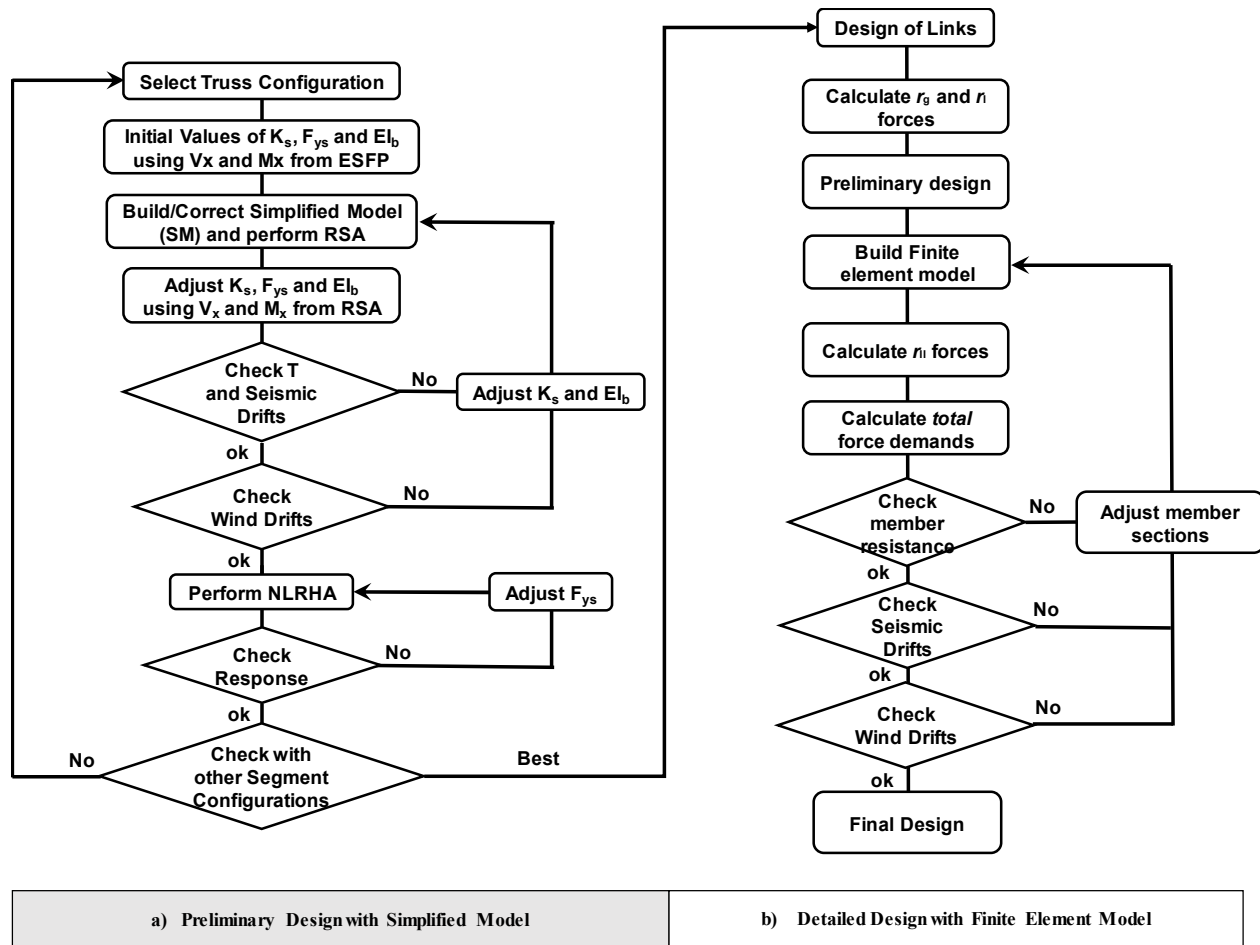 Select Truss Configuration
Initial Values of Ks, Fys and EIb
using Vx and Mx from ESFP
Build/Correct Simplified Model
(SM) and perform RSA
Adjust Ks, Fys and EIb
using Vx and Mx from RSA
Check T
and Seismic
Drifts
No
Adjust Ks and EIb
ok
Check
Wind Drifts
No
ok
Perform NLRHA
Adjust Fys
Check
Response
No
ok
Check with
other Segment
Configurations
No
Best
Design of Links
Calculate rg and rI
forces
Preliminary design
Build Finite
element model
Calculate rII forces
Calculate total
force demands
Check
member
resistance
No
Adjust member
sections
ok
Check
Seismic
Drifts
No
ok
Check
Wind Drifts
No
ok
Final Design
a) Preliminary Design with Simplified Model
b) Detailed Design with Finite Element Model